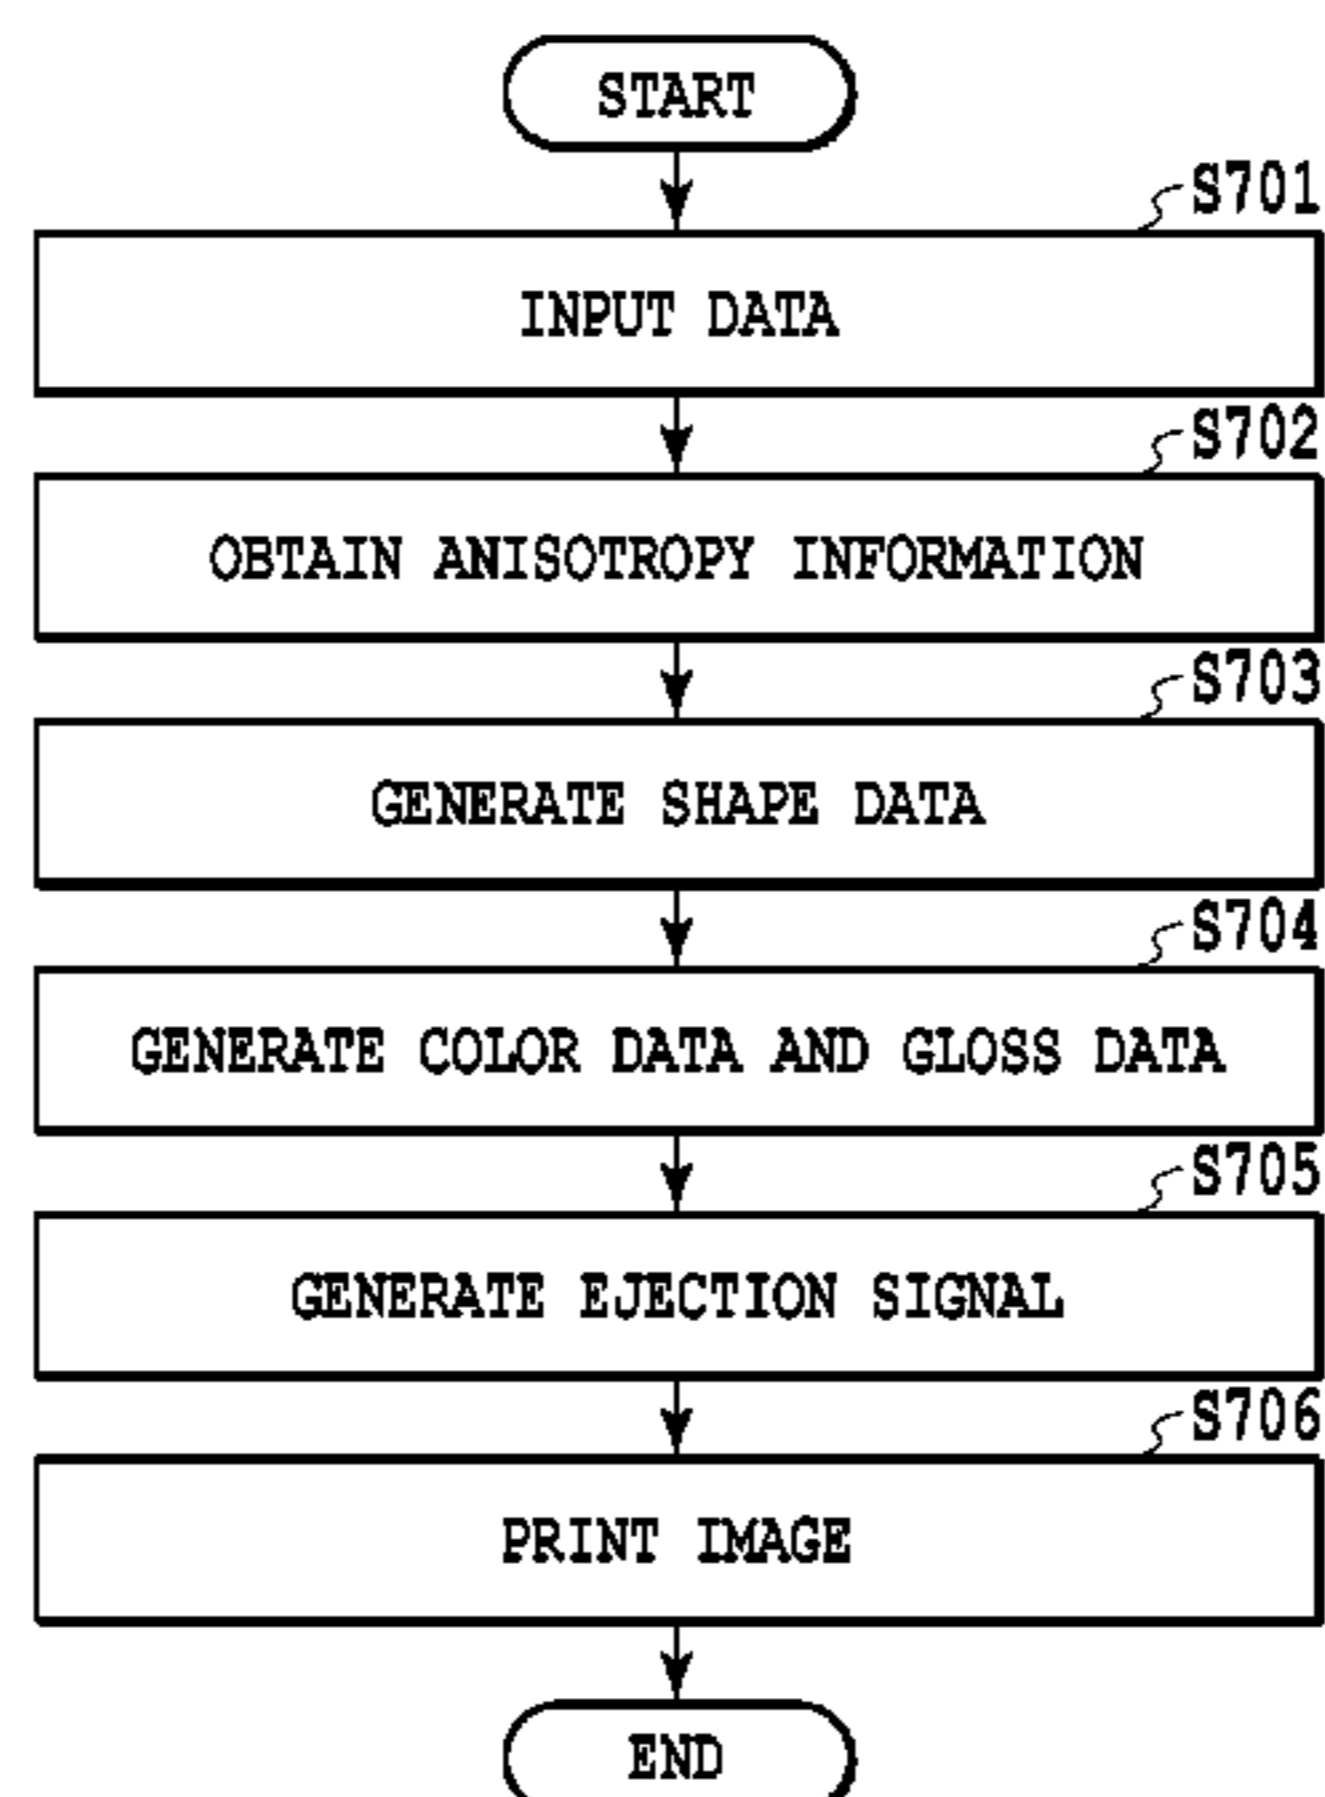 START
S701
INPUT DATA
S702
OBTAIN ANISOTROPY INFORMATION
S703
GENERATE SHAPE DATA
S704
GENERATE COLOR DATA AND GLOSS DATA
S705
GENERATE EJECTION SIGNAL
S706
PRINT IMAGE
END